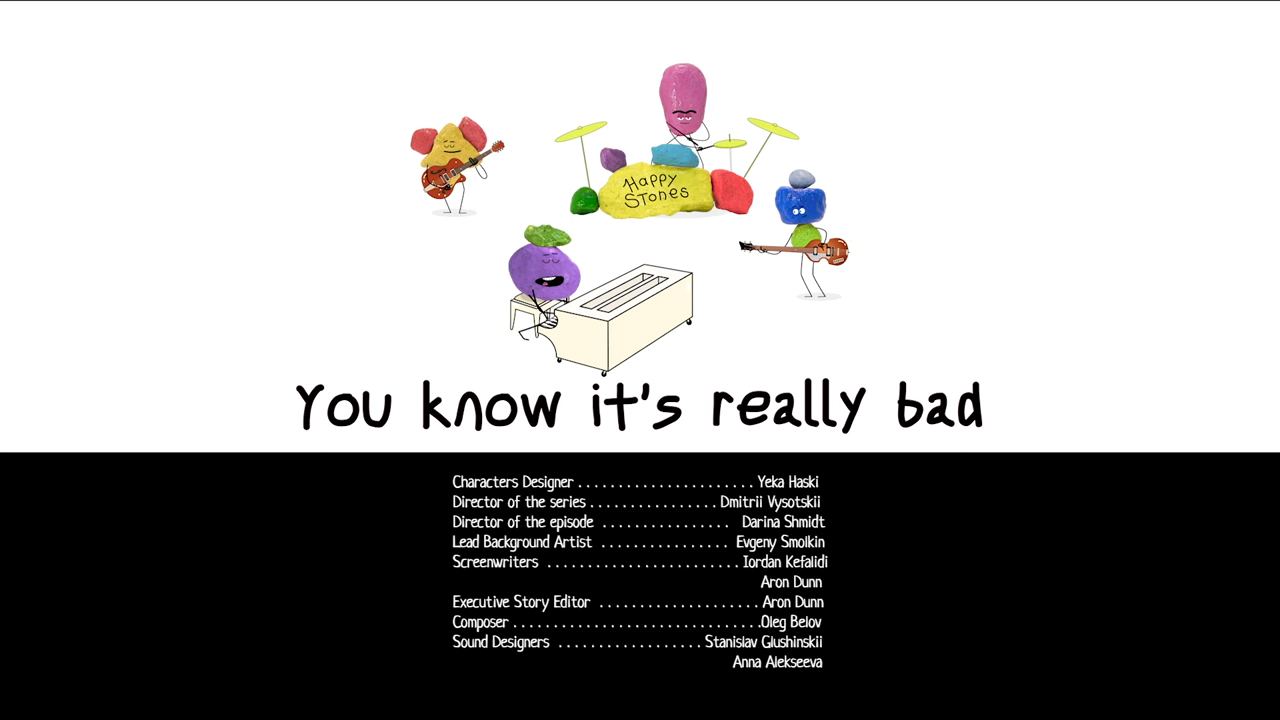 Happy
Stones
You know it's really bad
Characters Designer . . . . . . . . . . . . . . . . . . . . . . Yeka Haski
Director of the series . . . . . . . . . . . . . . . . Dmitrii Vysotskii
Director of the episode . . . . . . . . . . . . . . . . Darina Shmidt
Lead Background Artist . . . . . . . . . . . . . . . . Evgeny Smolkin
Screenwriters . . . . . . . . . . . . . . . . . . . . . . . . Iordan Kefalidi
Aron Dunn
Executive Story Editor . . . . . . . . . . . . . . . . . . . . Aron Dunn
Composer . . . . . . . . . . . . . . . . . . . . . . . . . . . . . . .Oleg Belov
Sound Designers . . . . . . . . . . . . . . . . . . Stanislav Glushinskii
Anna Alekseeva